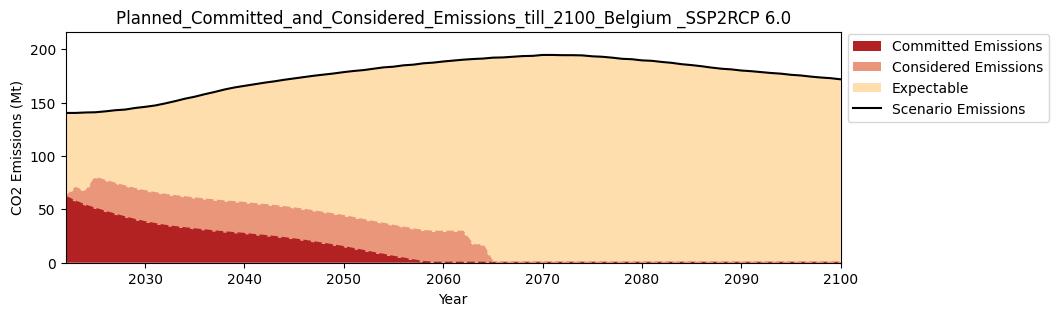 Planned_Committed_and_Considered_Emissions_till_2100_Belgium _SSP2RCP 6.0
CO2 Emissions (Mt)
200
150
100
50
0
2030 2040 2050 2060 2070 2080 2090 2100
Year
Committed Emissions
Considered Emissions
Expectable
Scenario Emissions